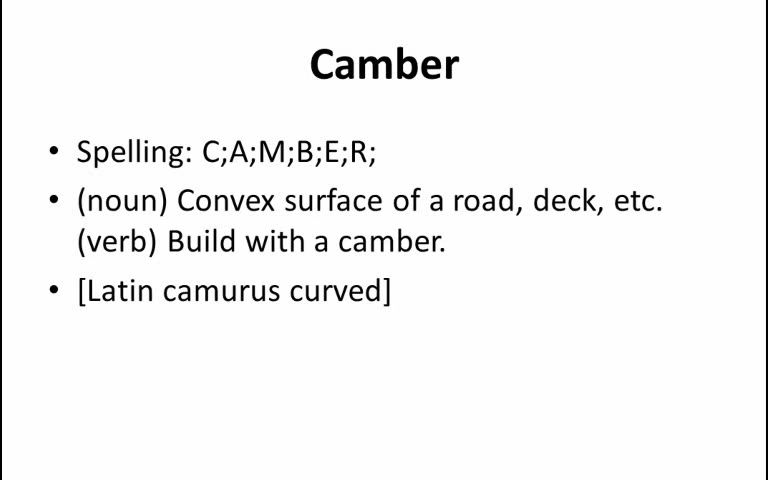 Camber
• Spelling: C;A;M;B;E;R;
• (noun) Convex surface of a road, deck, etc.
(verb) Build with a camber.
• [Latin camurus curved]